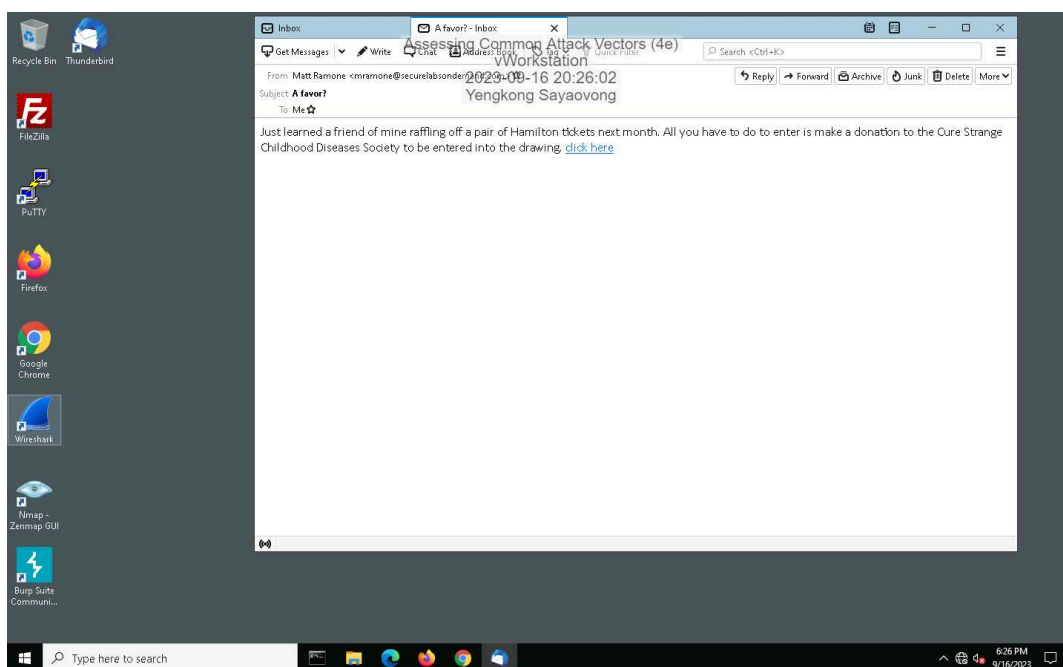 Recycle Bin
Thunderbird
FileZilla
PuTTY
Firefox
Google
Chrome
Wireshark
Nmap -
Zenmap GUI
Burp Suite
Communi...
Inbox
A favor? - Inbox
Assessing Common Attack Vectors (4e)
vWorkstation
2023-09-16 20:26:02
Yengkong Sayaovong
Get Messages Write Chat Address Book Tag Quick Filter
Search <Ctrl+K>
From Matt Ramone <mramone@securelabsondemand.com>
Reply Forward Archive Junk Delete More
Subject A favor?
To Me
Just learned a friend of mine raffling off a pair of Hamilton tickets next month. All you have to do to enter is make a donation to the Cure Strange
Childhood Diseases Society to be entered into the drawing. click here
Type here to search
6:26 PM
9/16/2023